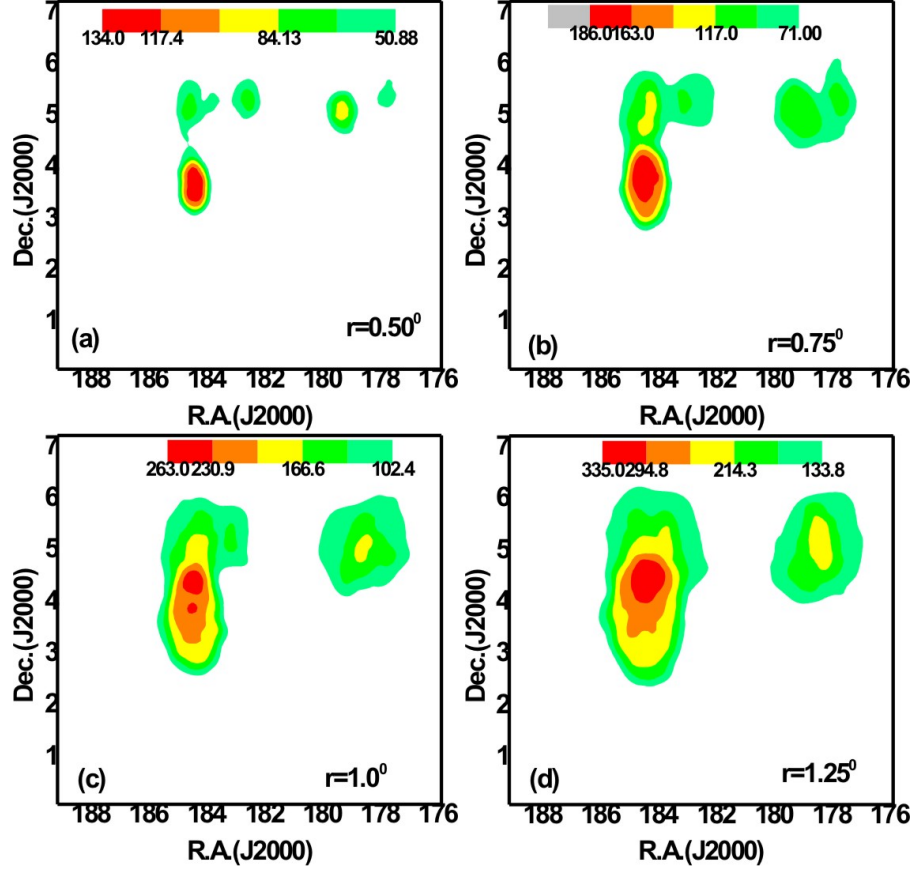 7
134.0 117.4 84.13 50.88
6
5
4
3
2
1
Dec.(J2000)
(a)
r=0.50⁰
188 186 184 182 180 178 176
R.A.(J2000)
7
186.0 163.0 117.0 71.00
6
5
4
3
2
1
Dec.(J2000)
(b)
r=0.75⁰
188 186 184 182 180 178 176
R.A.(J2000)
7
263.0 230.9 166.6 102.4
6
5
4
3
2
1
Dec.(J2000)
(c)
r=1.0⁰
188 186 184 182 180 178 176
R.A.(J2000)
7
335.0 294.8 214.3 133.8
6
5
4
3
2
1
Dec.(J2000)
(d)
r=1.25⁰
188 186 184 182 180 178 176
R.A.(J2000)